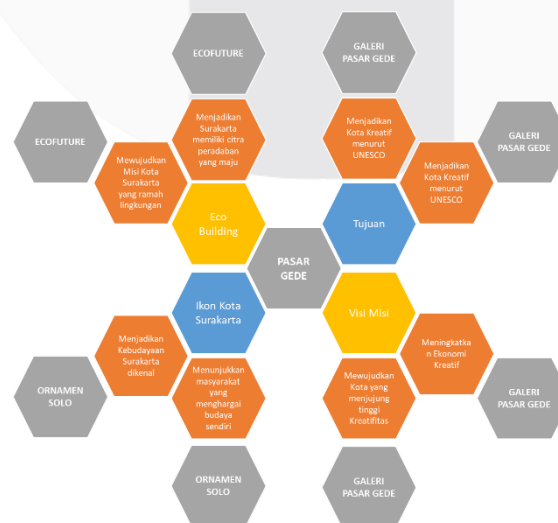 ECOFUTURE
GALERI
PASAR GEDE
ECOFUTURE
Menjadikan
Surakarta
memiliki citra
peradaban
yang maju
Menjadikan
Kota Kreatif
menurut
UNESCO
GALERI
PASAR GEDE
Mewujudkan
Misi Kota
Surakarta
yang ramah
lingkungan
Menjadikan
Kota Kreatif
menurut
UNESCO
Eco
Building
Tujuan
PASAR
GEDE
Ikon Kota
Surakarta
Visi Misi
Menjadikan
Kebudayaan
Surakarta
dikenal
Meningkatka
n Ekonomi
Kreatif
Menunjukkan
masyarakat
yang
menghargai
budaya
sendiri
Mewujudkan
Kota yang
menjujung
tinggi
Kreatifitas
ORNAMEN
SOLO
GALERI
PASAR GEDE
ORNAMEN
SOLO
GALERI
PASAR GEDE